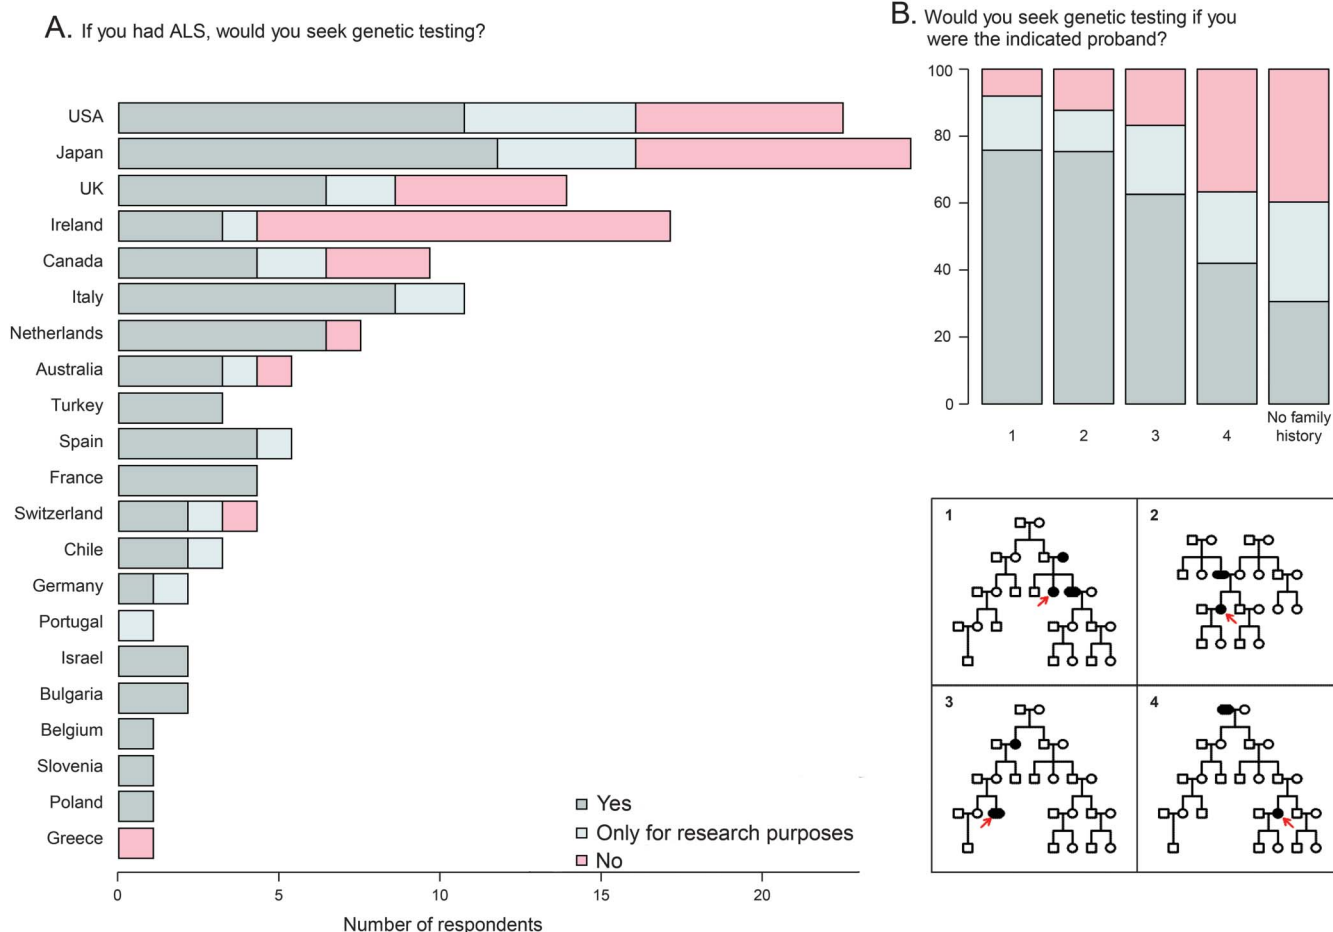 A. If you had ALS, would you seek genetic testing?
USA
Japan
UK
Ireland
Canada
Italy
Netherlands
Australia
Turkey
Spain
France
Switzerland
Chile
Germany
Portugal
Israel
Bulgaria
Belgium
Slovenia
Poland
Greece
Yes
Only for research purposes
No
0 5 10 15 20
Number of respondents
B. Would you seek genetic testing if you
were the indicated proband?
100
80
60
40
20
0
1 2 3 4 No family
history
1 2
3 4